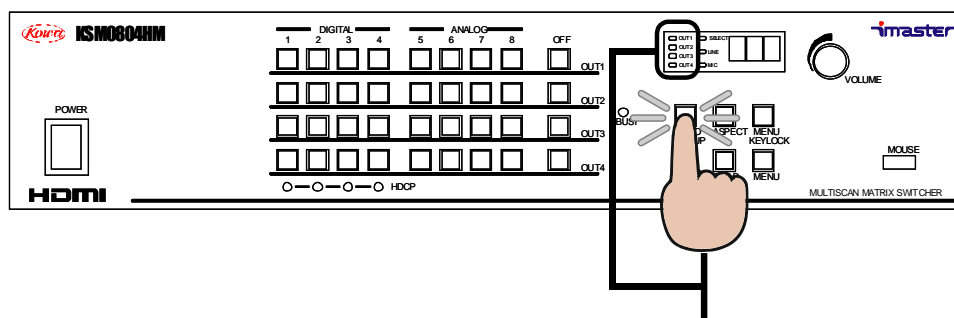 Kowa KSM0804HM
DIGITAL ANALOG
1 2 3 4 5 6 7 8 OFF
OUT1
OUT2
OUT3
OUT4
HDCP
POWER
HDMI
OUT1 SELECT
OUT2
LINE
OUT3
OUT4 MIC
imaster
VOLUME
BUSY
ASPECT MENU
KEYLOCK
MENU
MOUSE
MULTISCAN MATRIX SWITCHER